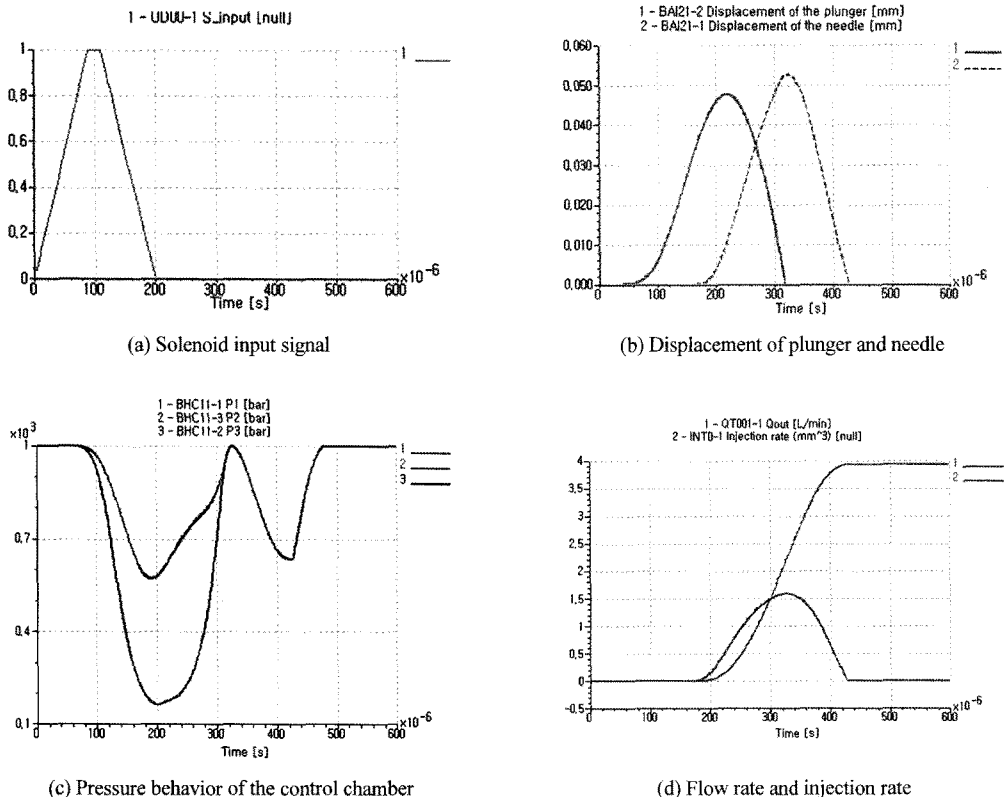 1 - UD00-1 S_input [null]
1
1
0.8
0.6
0.4
0.2
0
0 100 200 300 400 500 600
×10-6
Time [s]
(a) Solenoid input signal
1 - BAI21-2 Displacement of the plunger [mm]
2 - BAI21-1 Displacement of the needle [mm]
1
2
0.060
0.050
0.040
0.030
0.020
0.010
0.000
0 100 200 300 400 500 600
×10-6
Time [s]
(b) Displacement of plunger and needle
1 - BHC11-1 P1 [bar]
2 - BHC11-3 P2 [bar]
3 - BHC11-2 P3 [bar]
×103
1
2
3
1
0.7
0.4
0.1
0 100 200 300 400 500 600
×10-6
Time [s]
(c) Pressure behavior of the control chamber
1 - QT001-1 Qout [L/min]
2 - INT0-1 Injection rate (mm^3) [null]
1
2
4
3.5
3
2.5
2
1.5
1
0.5
0
-0.5
0 100 200 300 400 500 600
×10-6
Time [s]
(d) Flow rate and injection rate